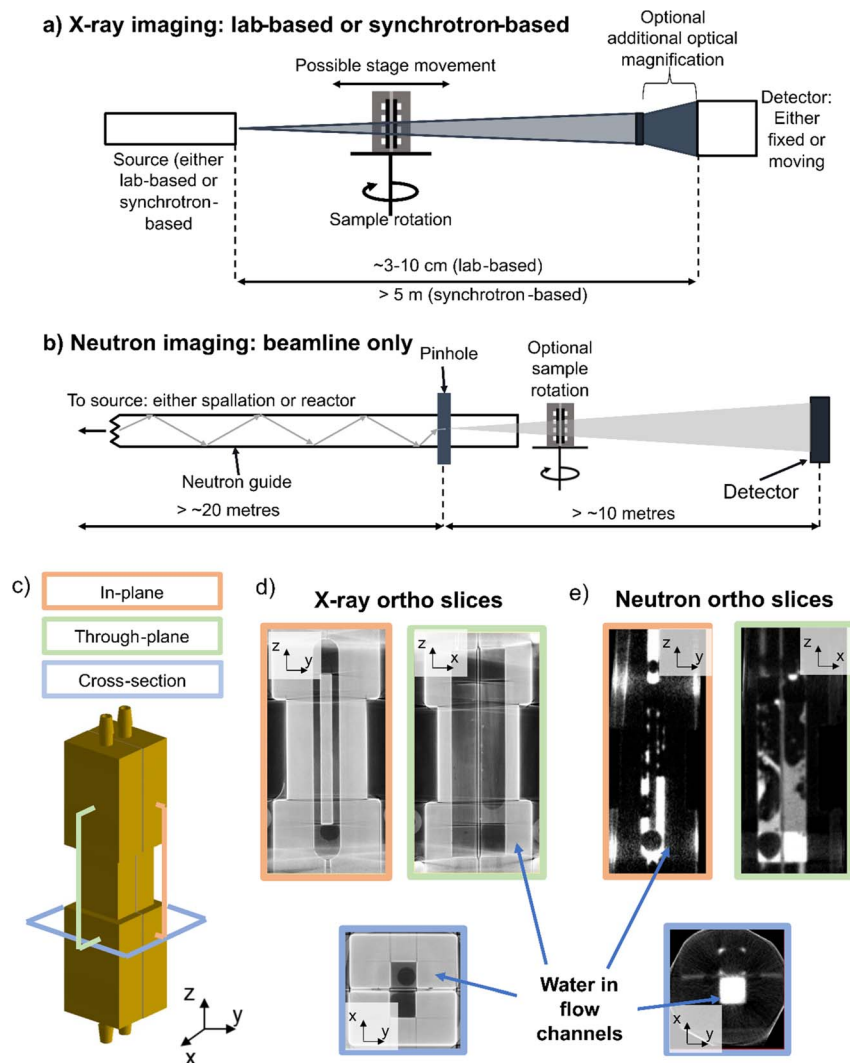 a) X-ray imaging: lab-based or synchrotron-based
Optional
additional optical
magnification
Possible stage movement
Detector:
Either
fixed or
moving
Source (either
lab-based or
synchrotron-
based
Sample rotation
~3-10 cm (lab-based)
> 5 m (synchrotron-based)
b) Neutron imaging: beamline only
Pinhole
Optional
sample
rotation
To source: either spallation or reactor
Neutron guide
Detector
> ~20 metres
> ~10 metres
c)
In-plane
Through-plane
Cross-section
z
y
x
d)
X-ray ortho slices
z
y
z
x
x
y
e)
Neutron ortho slices
z
y
z
x
x
y
Water in
flow
channels